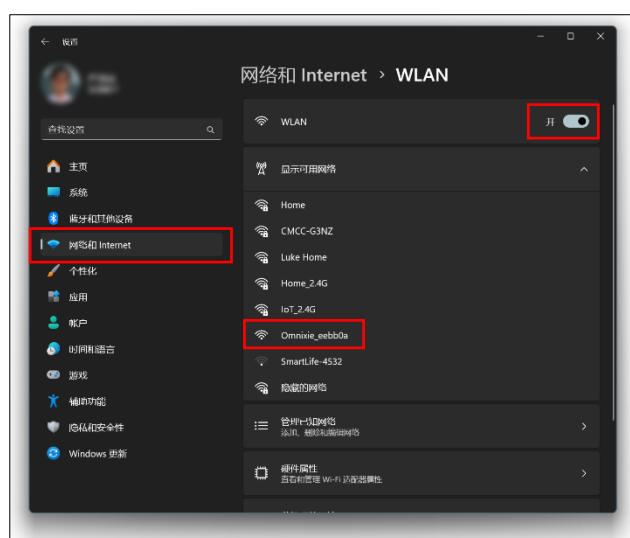 设置
网络和 Internet › WLAN
查找设置
WLAN
开
主页
显示可用网络
系统
Home
蓝牙和其他设备
CMCC-G3NZ
网络和 Internet
Luke Home
个性化
Home_2.4G
应用
IoT_2.4G
帐户
Omnixie_eebb0a
时间和语言
SmartLife-4532
游戏
隐藏的网络
辅助功能
管理已知网络
添加、删除和编辑网络
隐私和安全性
Windows 更新
硬件属性
查看和管理 Wi-Fi 适配器属性